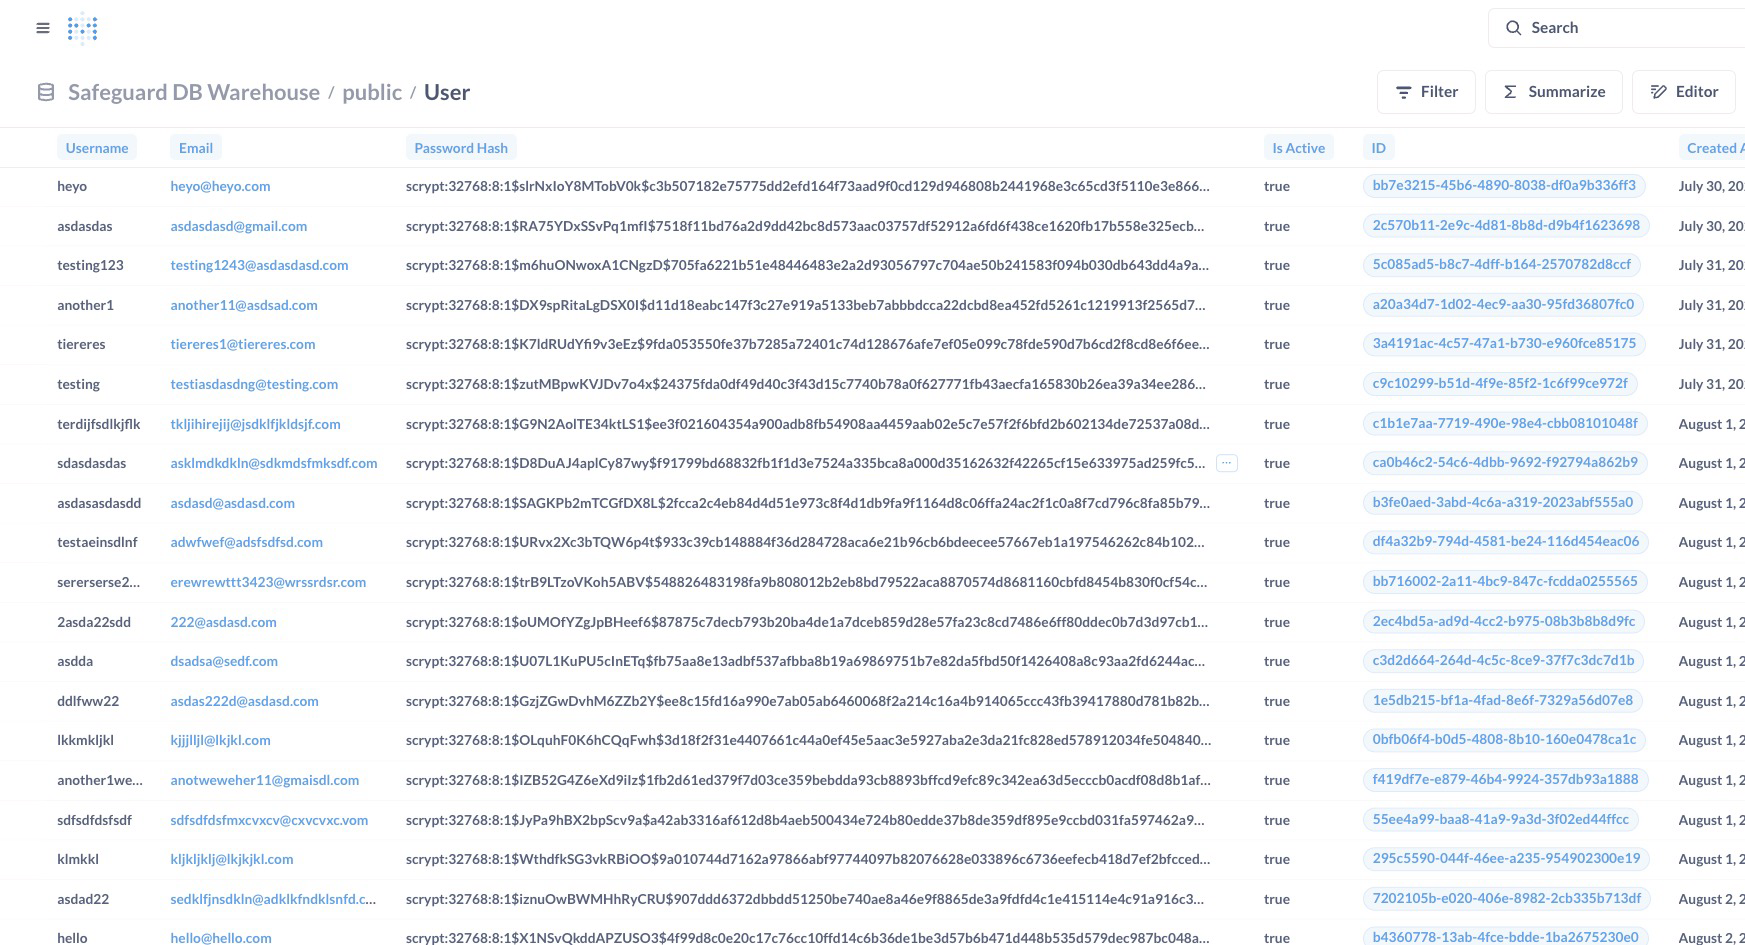 Search
Safeguard DB Warehouse / public / User
Filter Summarize Editor
Username Email Password Hash Is Active ID Created A
heyo heyo@heyo.com scrypt:32768:8:1$slrNxIoY8MTobV0k$c3b507182e75775dd2efd164f73aad9f0cd129d946808b2441968e3c65cd3f5110e3e866... true bb7e3215-45b6-4890-8038-df0a9b336ff3 July 30, 20
asdasdas asdasdasd@gmail.com scrypt:32768:8:1$RA75YDxSSvPq1mfI$7518f11bd76a2d9dd42bc8d573aac03757df52912a6fd6f438ce1620fb17b558e325ecb... true 2c570b11-2e9c-4d81-8b8d-d9b4f1623698 July 30, 20
testing123 testing1243@asdasdasd.com scrypt:32768:8:1$m6huONwoxA1CNgzD$705fa6221b51e48446483e2a2d93056797c704ae50b241583f094b030db643dd4a9a... true 5c085ad5-b8c7-4dff-b164-2570782d8ccf July 31, 20
another1 another11@asdsad.com scrypt:32768:8:1$DX9spRitaLgDSX0I$d11d18eabc147f3c27e919a5133beb7abbbdcca22dcbd8ea452fd5261c1219913f2565d7... true a20a34d7-1d02-4ec9-aa30-95fd36807fc0 July 31, 20
tiereres tiereres1@tiereres.com scrypt:32768:8:1$K7ldRUdYfi9v3eEz$9fda053550fe37b7285a72401c74d128676afe7ef05e099c78fde590d7b6cd2f8cd8e6f6ee... true 3a4191ac-4c57-47a1-b730-e960fce85175 July 31, 20
testing testiasdasdng@testing.com scrypt:32768:8:1$zutMBpwKVJDv7o4x$24375fda0df49d40c3f43d15c7740b78a0f627771fb43aecfa165830b26ea39a34ee286... true c9c10299-b51d-4f9e-85f2-1c6f99ce972f July 31, 20
terdijfsdlkjflk tkljihirejij@jsdklfjkldsjf.com scrypt:32768:8:1$G9N2AolTE34ktLS1$ee3f021604354a900adb8fb54908aa4459aab02e5c7e57f2f6bfd2b602134de72537a08d... true c1b1e7aa-7719-490e-98e4-cbb08101048f August 1, 2
sdasdasdas asklmdkdkln@sdkmdsfmksdf.com scrypt:32768:8:1$D8DuAJ4aplCy87wy$f91799bd68832fb1f1d3e7524a335bca8a000d35162632f42265cf15e633975ad259fc5... ... true ca0b46c2-54c6-4dbb-9692-f92794a862b9 August 1, 2
asdasasdasdd asdasd@asdasd.com scrypt:32768:8:1$SAGKPb2mTCGfDX8L$2fcca2c4eb84d4d51e973c8f4d1db9fa9f1164d8c06ffa24ac2f1c0a8f7cd796c8fa85b79... true b3fe0aed-3abd-4c6a-a319-2023abf555a0 August 1, 2
testaeinsdlnf adwfwef@adsfsdfsd.com scrypt:32768:8:1$URvx2Xc3bTQW6p4t$933c39cb148884f36d284728aca6e21b96cb6bdeecee57667eb1a197546262c84b102... true df4a32b9-794d-4581-be24-116d454eac06 August 1, 2
sererserse2... erewrewttt3423@wrssrdsr.com scrypt:32768:8:1$trB9LTzoVKoh5ABV$548826483198fa9b808012b2eb8bd79522aca8870574d8681160cbfd8454b830f0cf54c... true bb716002-2a11-4bc9-847c-fcdda0255565 August 1, 2
2asda22sdd 222@asdasd.com scrypt:32768:8:1$oUMOfYZgJpBHeef6$87875c7decb793b20ba4de1a7dceb859d28e57fa23c8cd7486e6ff80ddec0b7d3d97cb1... true 2ec4bd5a-ad9d-4cc2-b975-08b3b8b8d9fc August 1, 2
asdda dsadsa@sedf.com scrypt:32768:8:1$U07L1KuPU5cInETq$fb75aa8e13adbf537afbba8b19a69869751b7e82da5fbd50f1426408a8c93aa2fd6244ac... true c3d2d664-264d-4c5c-8ce9-37f7c3dc7d1b August 1, 2
ddlfww22 asdas222d@asdasd.com scrypt:32768:8:1$GzjZGwDvhM6ZZb2Y$ee8c15fd16a990e7ab05ab6460068f2a214c16a4b914065ccc43fb39417880d781b82b... true 1e5db215-bf1a-4fad-8e6f-7329a56d07e8 August 1, 2
lkkmkljkl kjjjlljl@lkjkl.com scrypt:32768:8:1$OLquhF0K6hCQqFwh$3d18f2f31e4407661c44a0ef45e5aac3e5927aba2e3da21fc828ed578912034fe504840... true 0bfb06f4-b0d5-4808-8b10-160e0478ca1c August 1, 2
another1we... anotweweher11@gmaisdl.com scrypt:32768:8:1$IZB52G4Z6eXd9iIz$1fb2d61ed379f7d03ce359bebdda93cb8893bffcd9efc89c342ea63d5ecccb0acdf08d8b1af... true f419df7e-e879-46b4-9924-357db93a1888 August 1, 2
sdfsdfdsfsdf sdfsdfdsfmxcvxcv@cxvcvxc.vom scrypt:32768:8:1$JyPa9hBX2bpScv9a$a42ab3316af612d8b4aeb500434e724b80edde37b8de359df895e9ccbd031fa597462a9... true 55ee4a99-baa8-41a9-9a3d-3f02ed44ffcc August 1, 2
klmkkl kljkljklj@lkjkjkl.com scrypt:32768:8:1$WthdfkSG3vkRBiOO$9a010744d7162a97866abf97744097b82076628e033896c6736eefecb418d7ef2bfcced... true 295c5590-044f-46ee-a235-954902300e19 August 1, 2
asdad22 sedklfjnsdkln@adklkfndklsnfd.c... scrypt:32768:8:1$iznuOwBWMHhRyCRU$907ddd6372dbbdd51250be740ae8a46e9f8865de3a9fdfd4c1e415114e4c91a916c3... true 7202105b-e020-406e-8982-2cb335b713df August 2, 2
hello hello@hello.com scrypt:32768:8:1$X1NSvQkddAPZUSO3$4f99d8c0e20c17c76cc10ffd14c6b36de1be3d57b6b471d448b535d579dec987bc048a... true b4360778-13ab-4fce-bdde-1ba2675230e0 August 2, 2